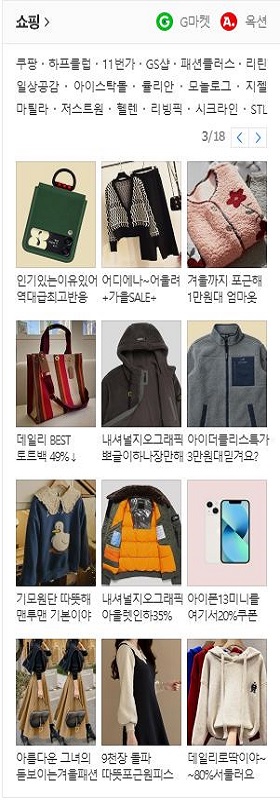 쇼핑 >
G G마켓 A. 옥션
쿠팡 · 하프클럽 · 11번가 · GS샵 · 패션플러스 · 리린
일상공감 · 아이스탁몰 · 율리안 · 모놀로그 · 지젤
마틸라 · 저스트원 · 헬렌 · 리빙픽 · 시크라인 · STL
3/18 < >
인기있는이유있어
역대급최고반응
어디에나~어울려
+가을SALE+
겨울까지 포근해
1만원대 엄마옷
데일리 BEST
토트백 49%↓
내셔널지오그래픽
뽀글이하나장만해
아이더플리스특가
3만원대믿겨요?
기모원단 따뜻해
맨투맨 기본이야
내셔널지오그래픽
아울렛인하35%
아이폰13미니를
여기서20%쿠폰
아름다운 그녀의
돋보이는겨울패션
9천장 돌파
따뜻포근원피스
데일리로딱이야~
~80%서둘러요